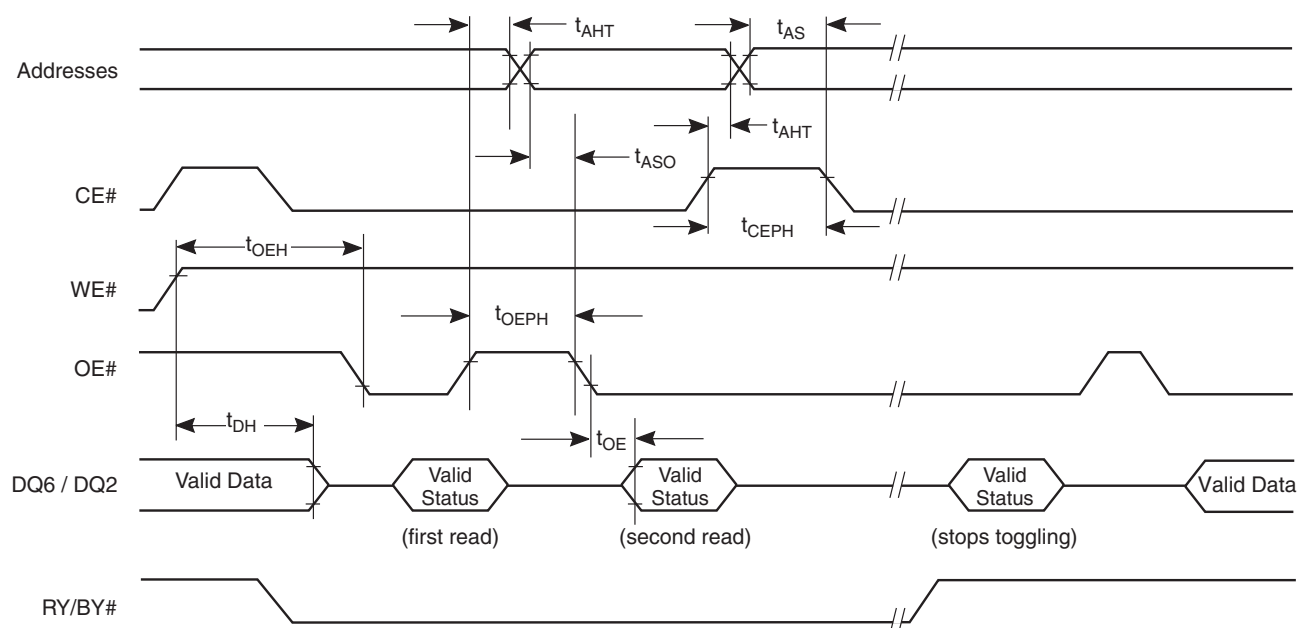 tAHT
tAS
Addresses
tAHT
tASO
CE#
tCEPH
tOEH
WE#
tOEPH
OE#
tDH
tOE
DQ6 / DQ2
Valid Data
Valid
Status
Valid
Status
Valid
Status
Valid Data
(first read)
(second read)
(stops toggling)
RY/BY#